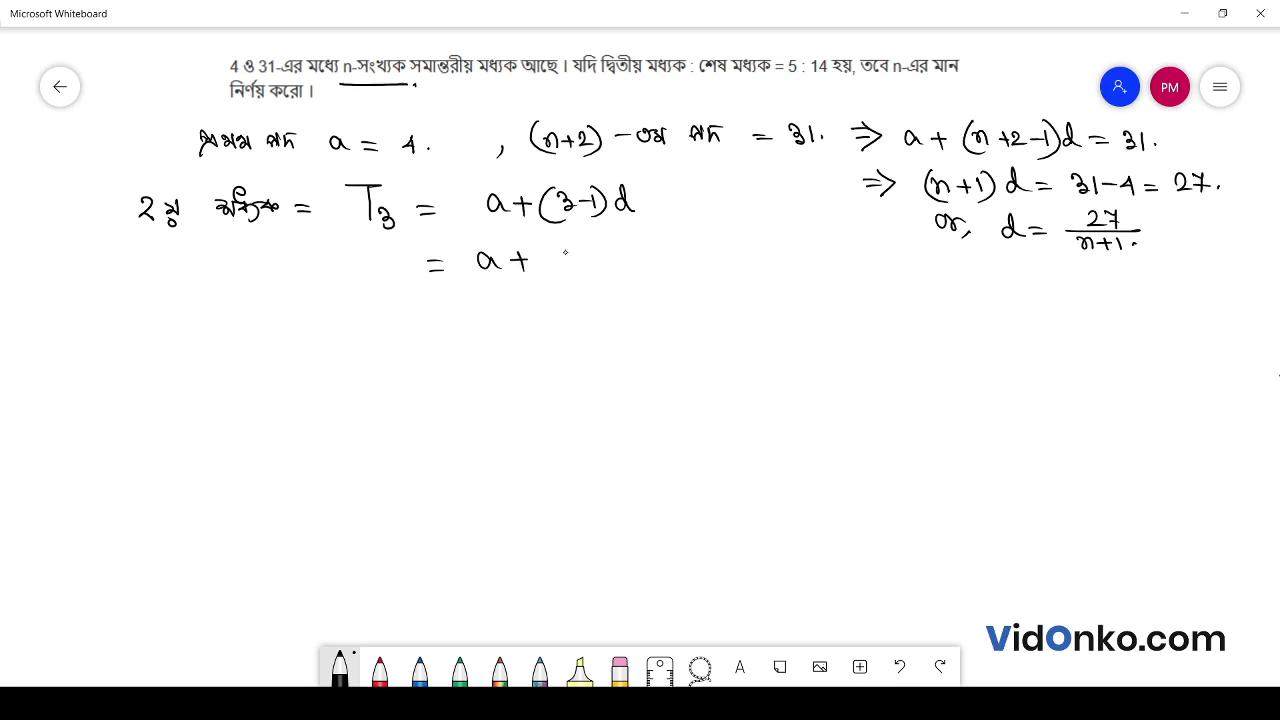 Microsoft Whiteboard
4 ও 31-এর মধ্যে n-সংখ্যক সমান্তরীয় মধ্যক আছে । যদি দ্বিতীয় মধ্যক : শেষ মধ্যক = 5 : 14 হয়, তবে n-এর মান
নির্ণয় করো ।
PM
প্রথম পদ a = 4. , (n+2) -তম পদ = 31. ⇒ a + (n+2-1)d = 31.
⇒ (n+1) d = 31-4 = 27.
2য় মধ্যক = T₃ = a+(3-1)d
or, d = 27/n+1.
= a +
VidOnko.com
A